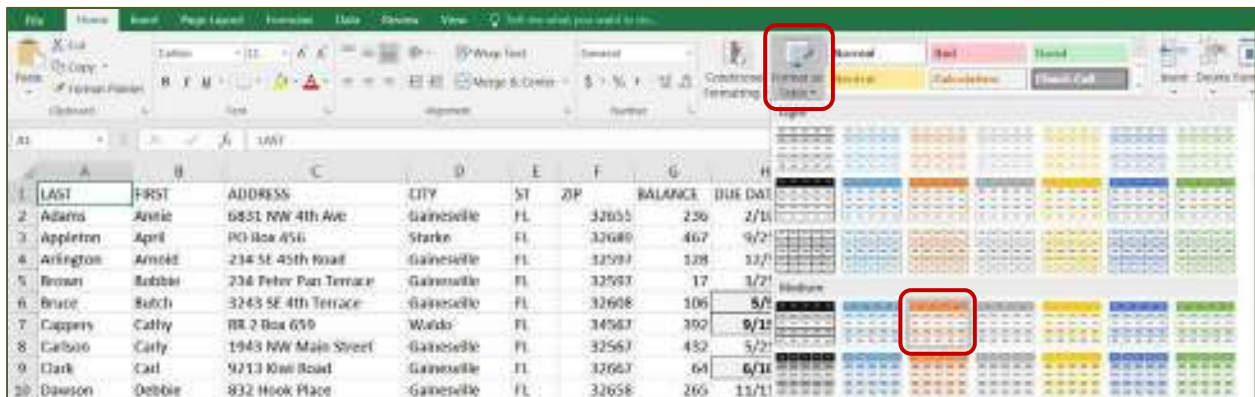 File Home Insert Page Layout Formulas Data Review View Tell me what you want to do...
Cut
Copy
Format Painter
Paste
Calibri
11
B I U
Wrap Text
Merge & Center
General
$ %
Conditional Formatting
Format as Table
Normal Bad Good
Neutral Calculation Check Cell
Insert Delete
Clipboard Font Alignment Number
A1 fx LAST
Light
A B C D E F G H
1 LAST FIRST ADDRESS CITY ST ZIP BALANCE DUE DAT
2 Adams Annie 6831 NW 4th Ave Gainesville FL 32655 236
3 Appleton April PO Box 456 Starke FL 32689 467
4 Arlington Arnold 234 SE 45th Road Gainesville FL 32597 128
5 Brown Bobbie 234 Peter Pan Terrace Gainesville FL 32597 17
Medium
6 Bruce Butch 3243 SE 4th Terrace Gainesville FL 32608 106
7 Cappers Cathy RR 2 Box 659 Waldo FL 34567 392
8 Carlson Carly 1943 NW Main Street Gainesville FL 32567 432
9 Clark Carl 9213 Kiwi Road Gainesville FL 32667 64
10 Dawson Debbie 832 Hook Place Gainesville FL 32658 265